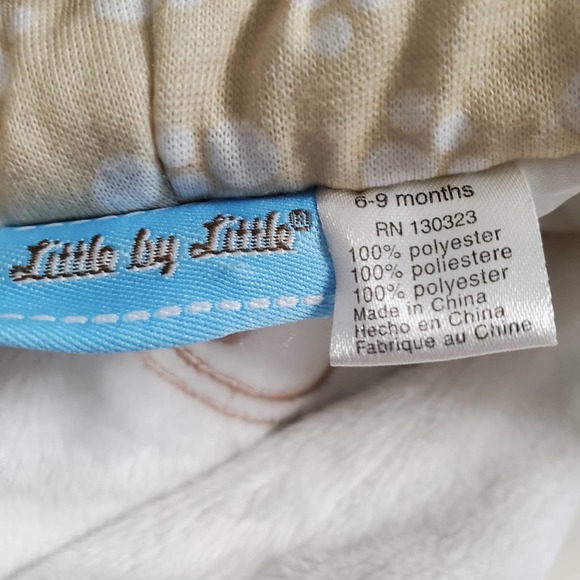 Little by Little®
6-9 months
RN 130323
100% polyester
100% poliestere
100% polyester
Made in China
Hecho en China
Fabrique au Chine